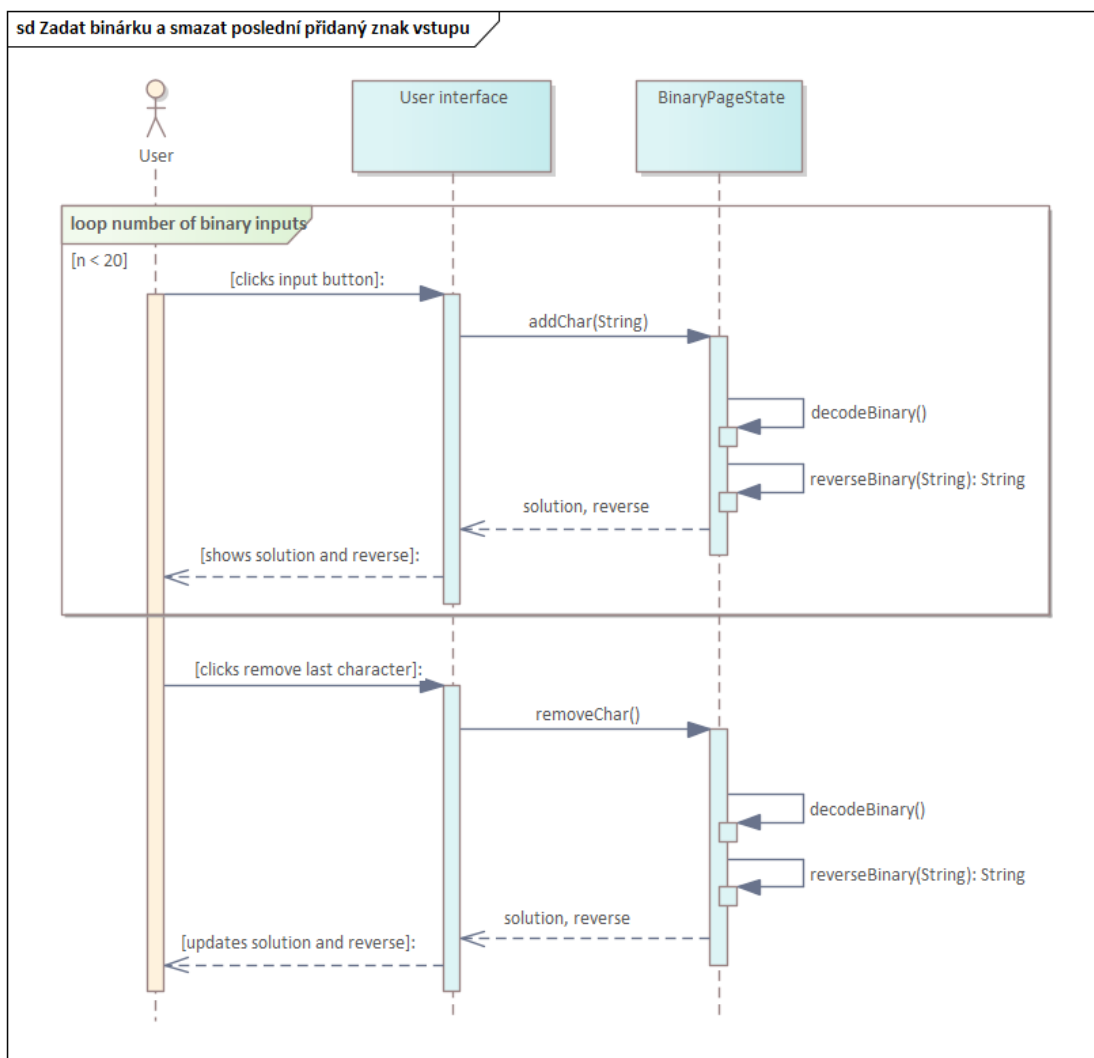 sd Zadat binárku a smazat poslední přidaný znak vstupu
User interface
BinaryPageState
User
loop number of binary inputs
[n < 20]
[clicks input button]:
addChar(String)
decodeBinary()
reverseBinary(String): String
solution, reverse
[shows solution and reverse]:
[clicks remove last character]:
removeChar()
decodeBinary()
reverseBinary(String): String
solution, reverse
[updates solution and reverse]: